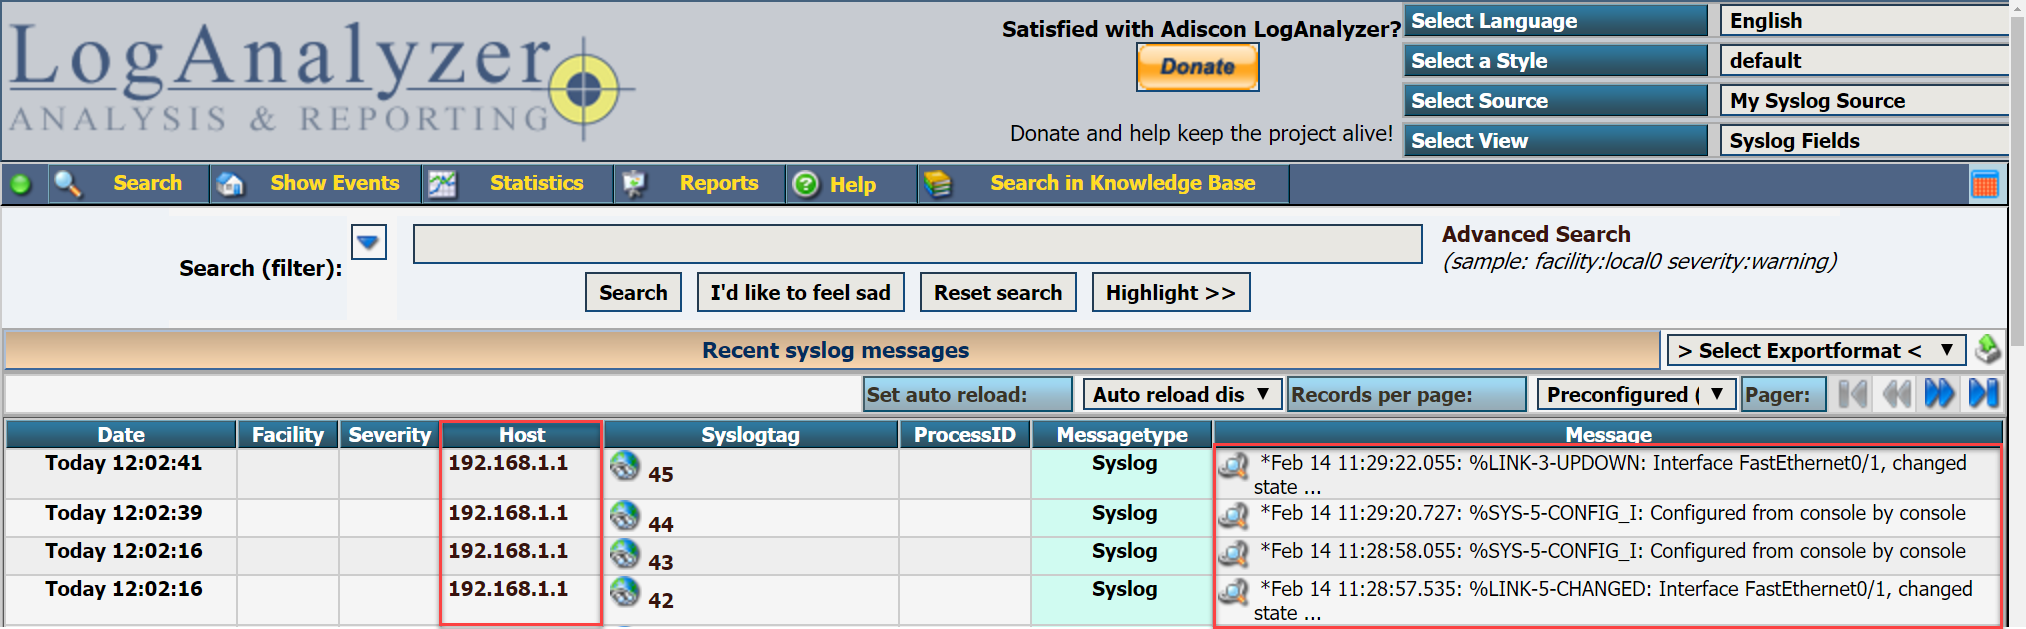 LogAnalyzer
ANALYSIS & REPORTING
Satisfied with Adiscon LogAnalyzer?
Donate
Donate and help keep the project alive!
Select Language English
Select a Style default
Select Source My Syslog Source
Select View Syslog Fields
Search Show Events Statistics Reports Help Search in Knowledge Base
Search (filter):
Advanced Search
(sample: facility:local0 severity:warning)
Search I'd like to feel sad Reset search Highlight >>
Recent syslog messages > Select Exportformat <
Set auto reload: Auto reload dis Records per page: Preconfigured ( Pager:
Date Facility Severity Host Syslogtag ProcessID Messagetype Message
Today 12:02:41 192.168.1.1 45 Syslog *Feb 14 11:29:22.055: %LINK-3-UPDOWN: Interface FastEthernet0/1, changed
state ...
Today 12:02:39 192.168.1.1 44 Syslog *Feb 14 11:29:20.727: %SYS-5-CONFIG_I: Configured from console by console
Today 12:02:16 192.168.1.1 43 Syslog *Feb 14 11:28:58.055: %SYS-5-CONFIG_I: Configured from console by console
Today 12:02:16 192.168.1.1 42 Syslog *Feb 14 11:28:57.535: %LINK-5-CHANGED: Interface FastEthernet0/1, changed
state ...